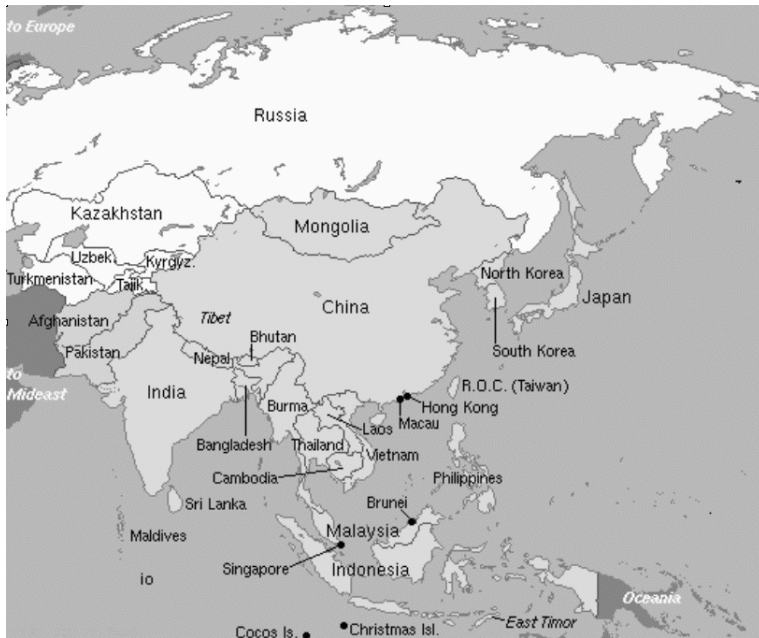 to Europe
Russia
Kazakhstan
Mongolia
Uzbek.
Kyrgyz.
Turkmenistan
Tajik.
North Korea
Japan
China
Afghanistan
Tibet
Bhutan
South Korea
Pakistan
Nepal
to
Mideast
India
R.O.C. (Taiwan)
Burma
Hong Kong
Macau
Laos
Bangladesh
Thailand
Vietnam
Cambodia
Philippines
Sri Lanka
Brunei
Maldives
Malaysia
Singapore
Indonesia
io
Oceania
East Timor
Cocos Is.
Christmas Isl.